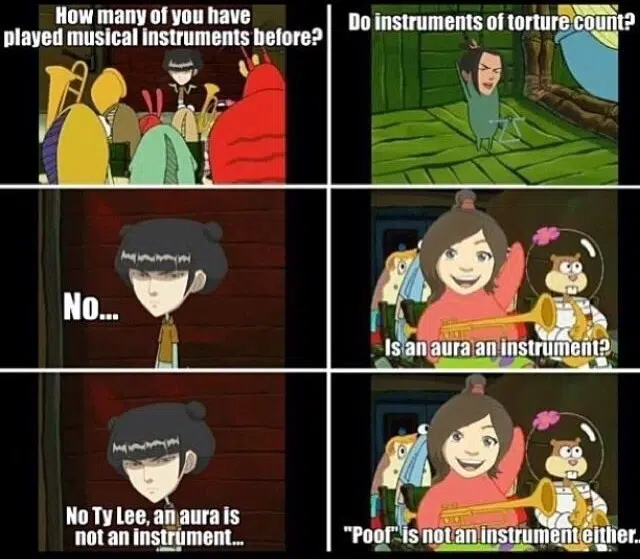 How many of you have
played musical instruments before?
Do instruments of torture count?
No...
Is an aura an instrument?
No Ty Lee, an aura is
not an instrument...
"Poof" is not an instrument either.